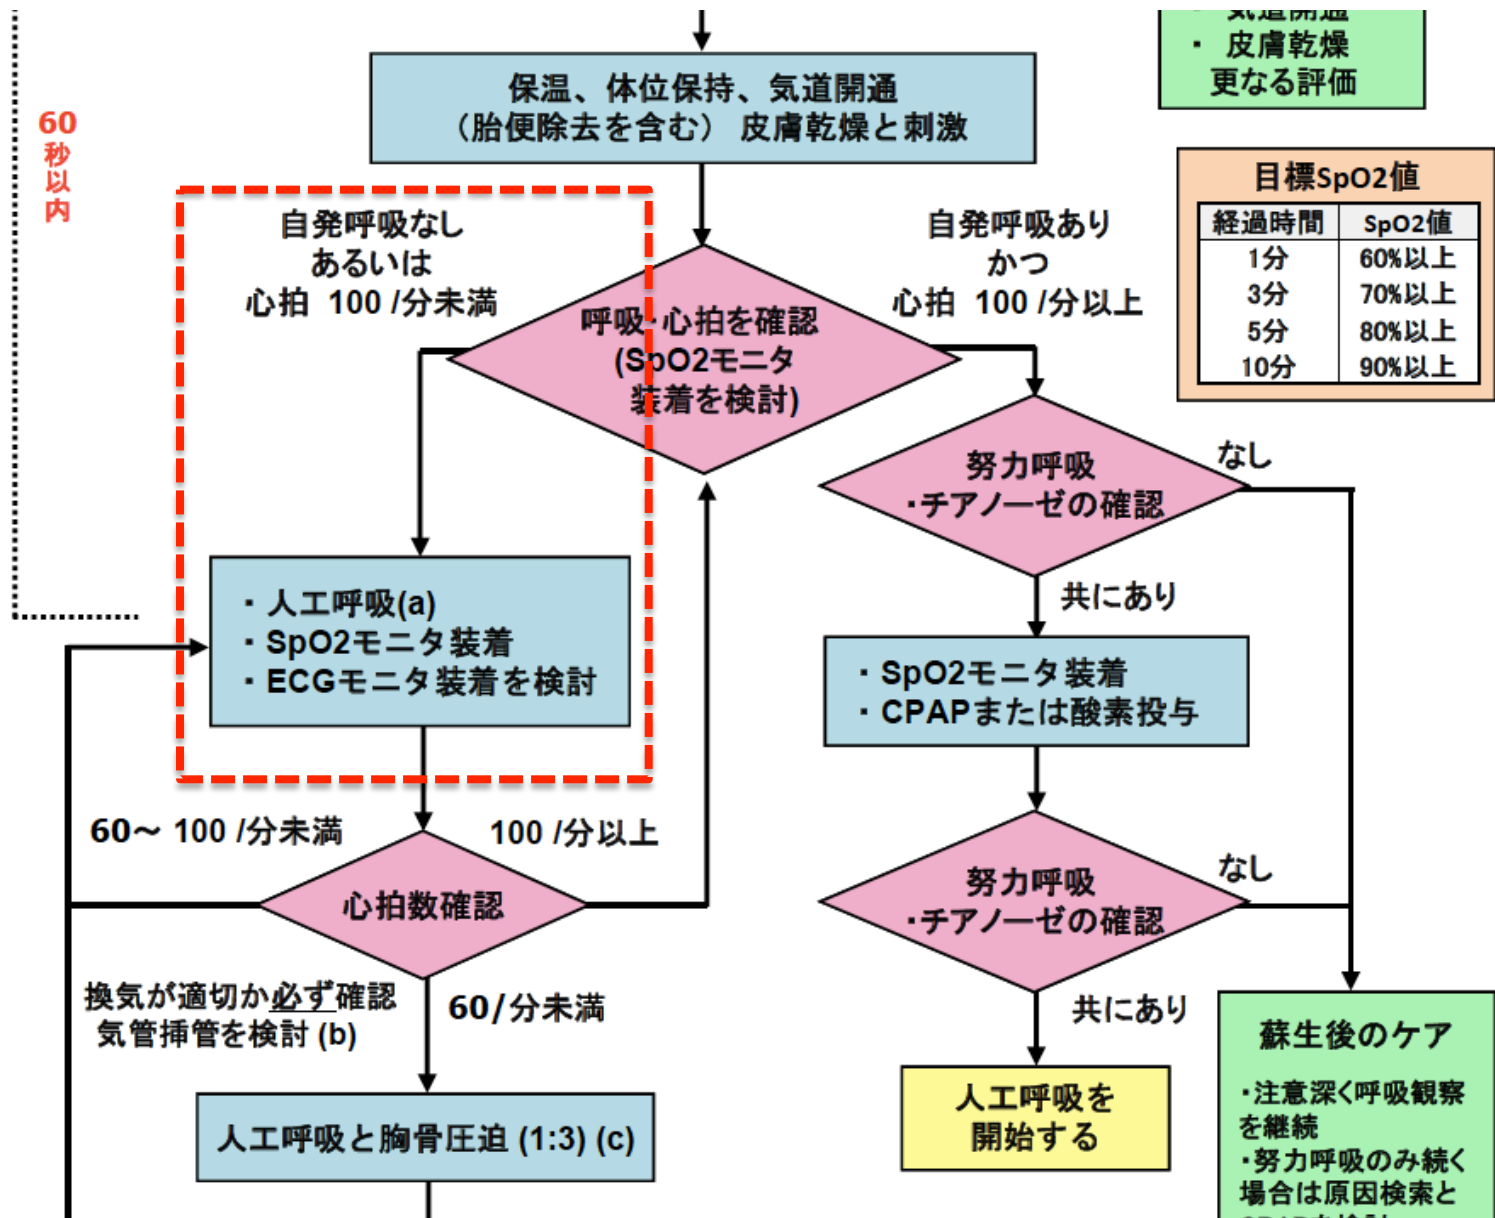 ・ 気道開通
・ 皮膚乾燥
更なる評価
保温、体位保持、気道開通
（胎便除去を含む） 皮膚乾燥と刺激
60
秒
以
内
目標SpO2値
経過時間 SpO2値
1分 60%以上
3分 70%以上
5分 80%以上
10分 90%以上
自発呼吸なし
あるいは
心拍 100 /分未満
自発呼吸あり
かつ
心拍 100 /分以上
呼吸・心拍を確認
(SpO2モニタ
装着を検討)
努力呼吸
・チアノーゼの確認
なし
共にあり
・ 人工呼吸(a)
・ SpO2モニタ装着
・ ECGモニタ装着を検討
・ SpO2モニタ装着
・ CPAPまたは酸素投与
60〜 100 /分未満
100 /分以上
心拍数確認
努力呼吸
・チアノーゼの確認
なし
共にあり
換気が適切か必ず確認
気管挿管を検討 (b)
60/分未満
人工呼吸と胸骨圧迫 (1:3) (c)
人工呼吸を
開始する
蘇生後のケア
・注意深く呼吸観察
を継続
・努力呼吸のみ続く
場合は原因検索と